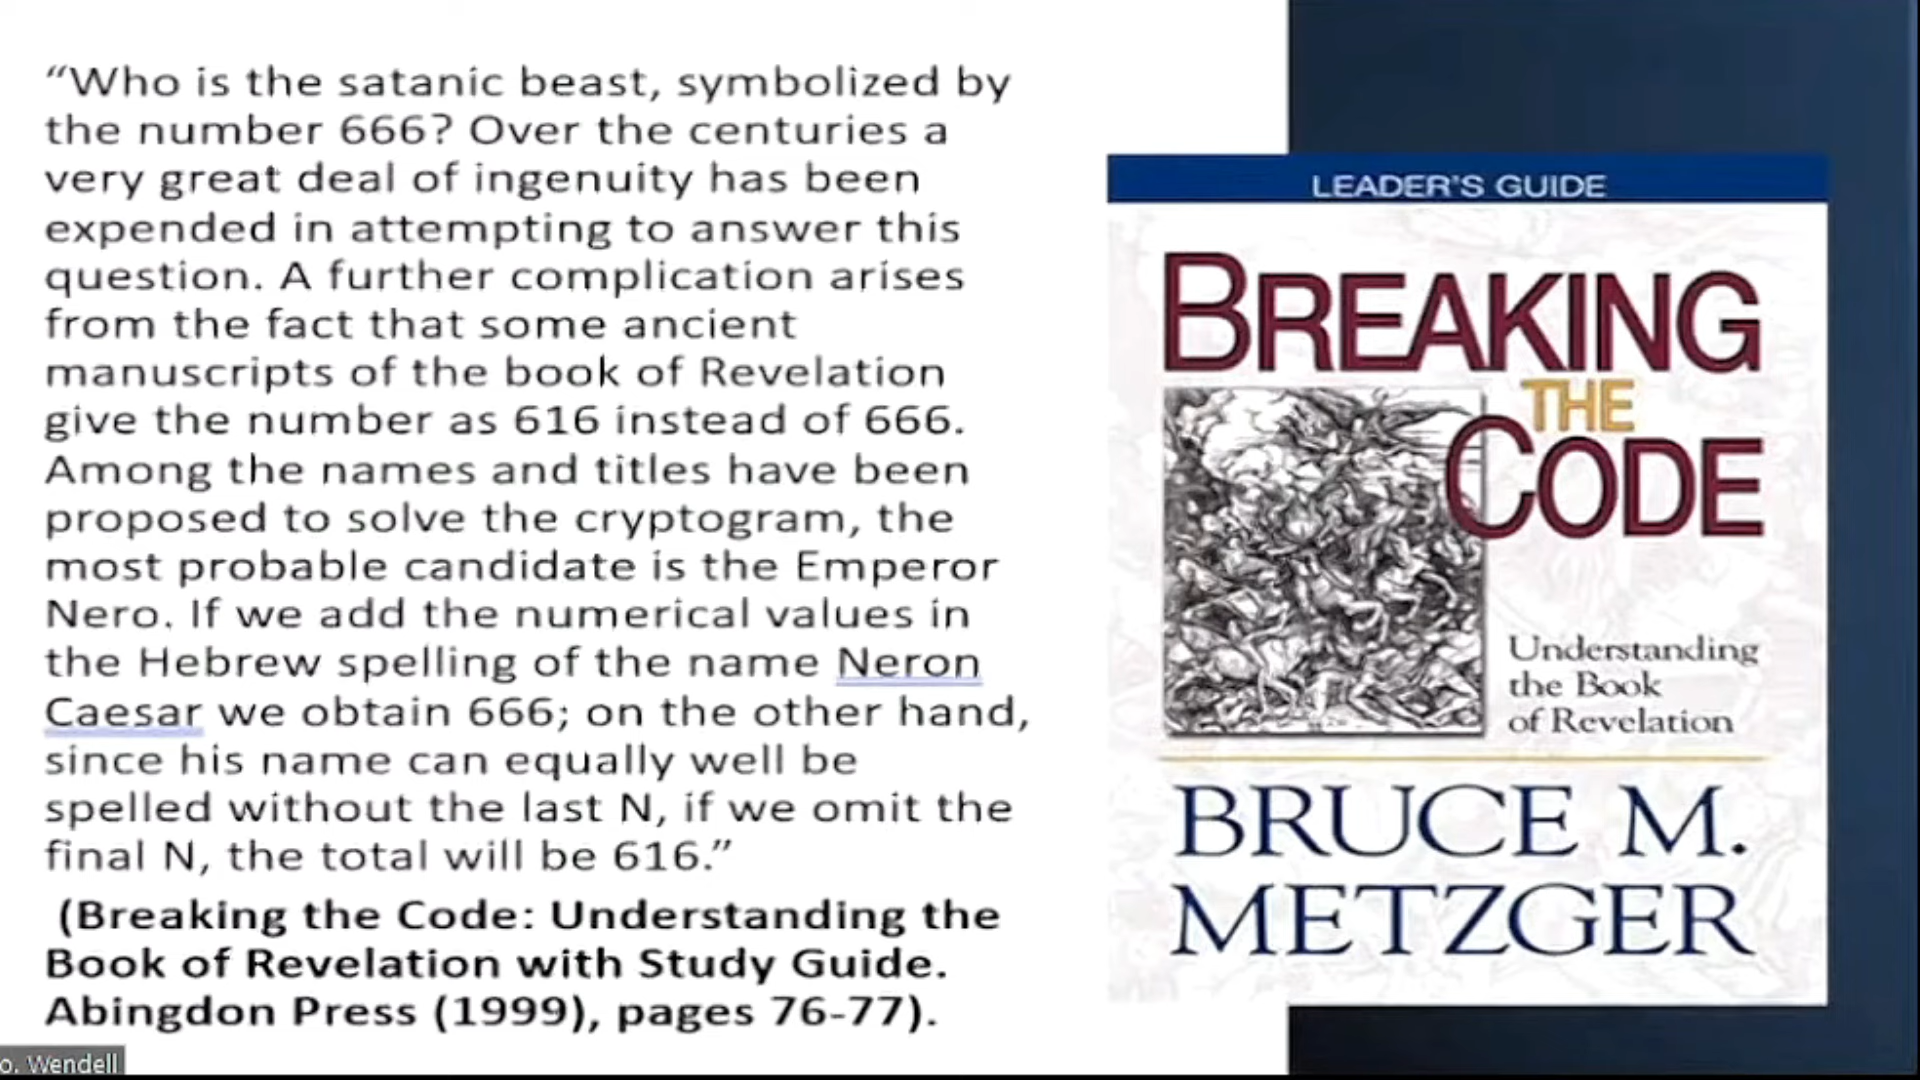 “Who is the satanic beast, symbolized by
the number 666? Over the centuries a
very great deal of ingenuity has been
expended in attempting to answer this
question. A further complication arises
from the fact that some ancient
manuscripts of the book of Revelation
give the number as 616 instead of 666.
Among the names and titles have been
proposed to solve the cryptogram, the
most probable candidate is the Emperor
Nero. If we add the numerical values in
the Hebrew spelling of the name Neron
Caesar we obtain 666; on the other hand,
since his name can equally well be
spelled without the last N, if we omit the
final N, the total will be 616.”
(Breaking the Code: Understanding the
Book of Revelation with Study Guide.
Abingdon Press (1999), pages 76-77).
LEADER'S GUIDE
BREAKING
THE
CODE
Understanding
the Book
of Revelation
BRUCE M.
METZGER
o. Wendell